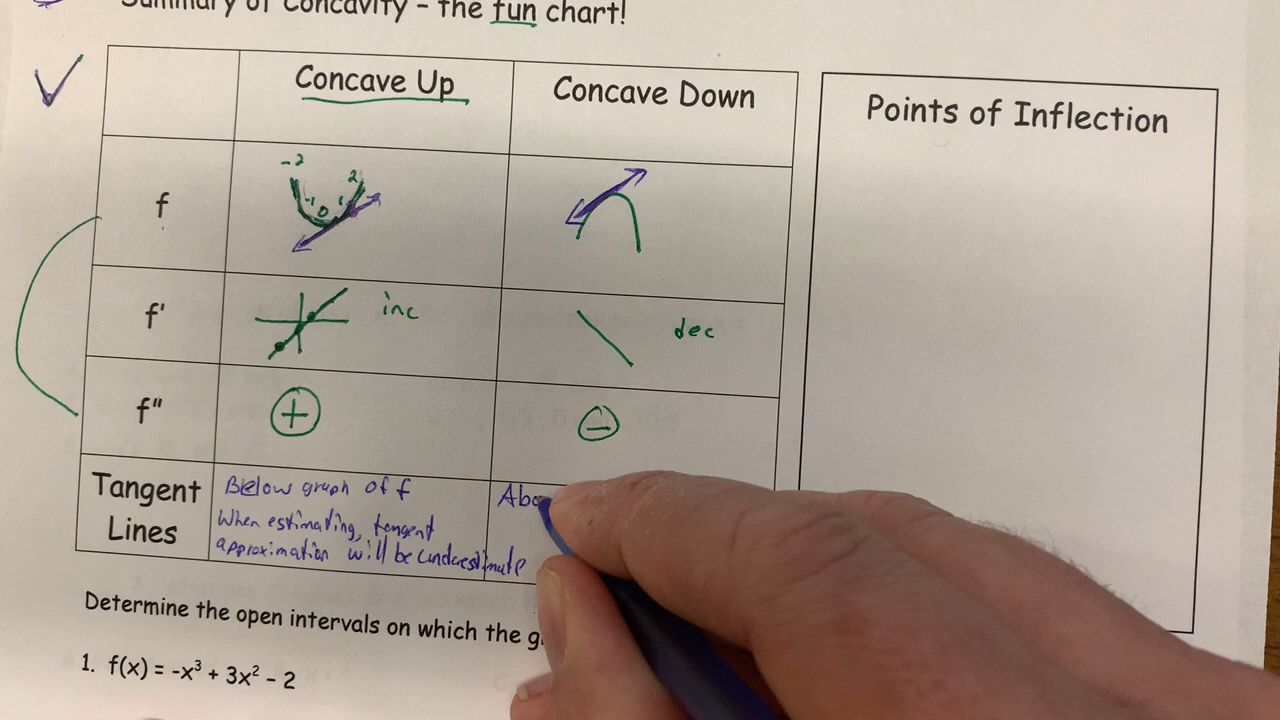 Summary of Concavity – the fun chart!
Concave Up
Concave Down
Points of Inflection
f
-2
2
-1
0
1
f'
inc
dec
f"
+
−
Tangent
Lines
Below graph of f
When estimating, tangent
approximation will be underestimate
Abo
Determine the open intervals on which the g
1. f(x) = -x³ + 3x² - 2